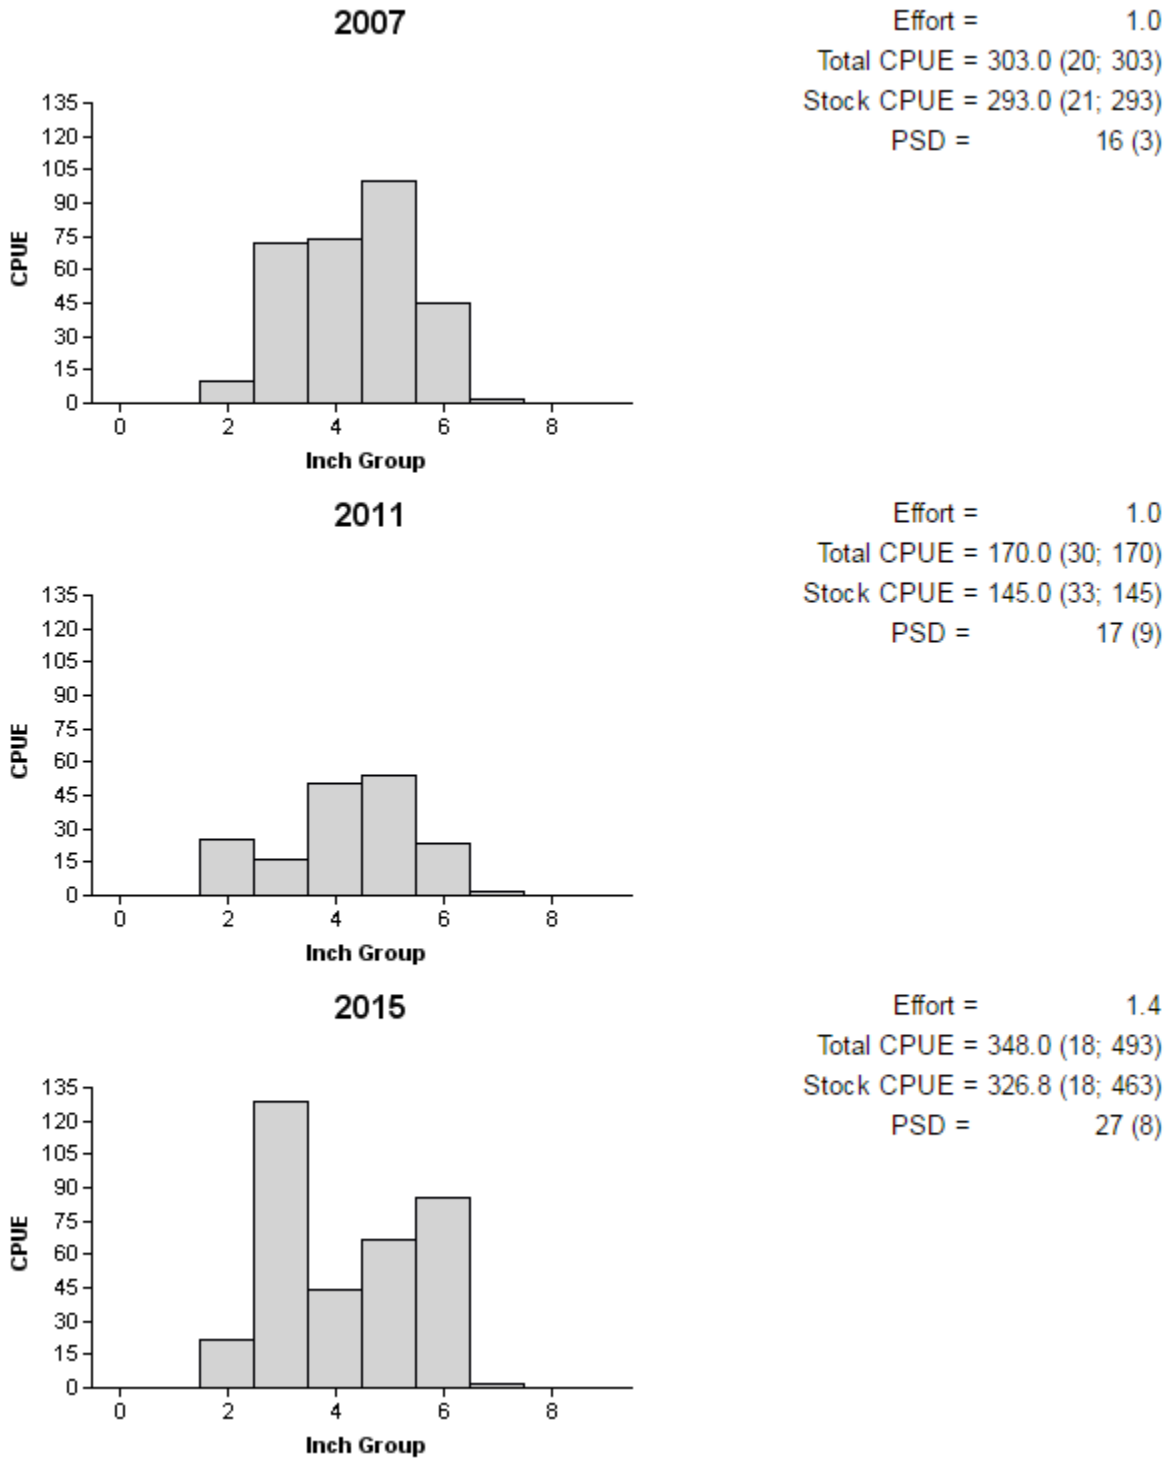 2007
Effort = 1.0
Total CPUE = 303.0 (20; 303)
Stock CPUE = 293.0 (21; 293)
PSD = 16 (3)
135
120
105
90
75
60
45
30
15
0
CPUE
0 2 4 6 8
Inch Group
2011
Effort = 1.0
Total CPUE = 170.0 (30; 170)
Stock CPUE = 145.0 (33; 145)
PSD = 17 (9)
135
120
105
90
75
60
45
30
15
0
CPUE
0 2 4 6 8
Inch Group
2015
Effort = 1.4
Total CPUE = 348.0 (18; 493)
Stock CPUE = 326.8 (18; 463)
PSD = 27 (8)
135
120
105
90
75
60
45
30
15
0
CPUE
0 2 4 6 8
Inch Group